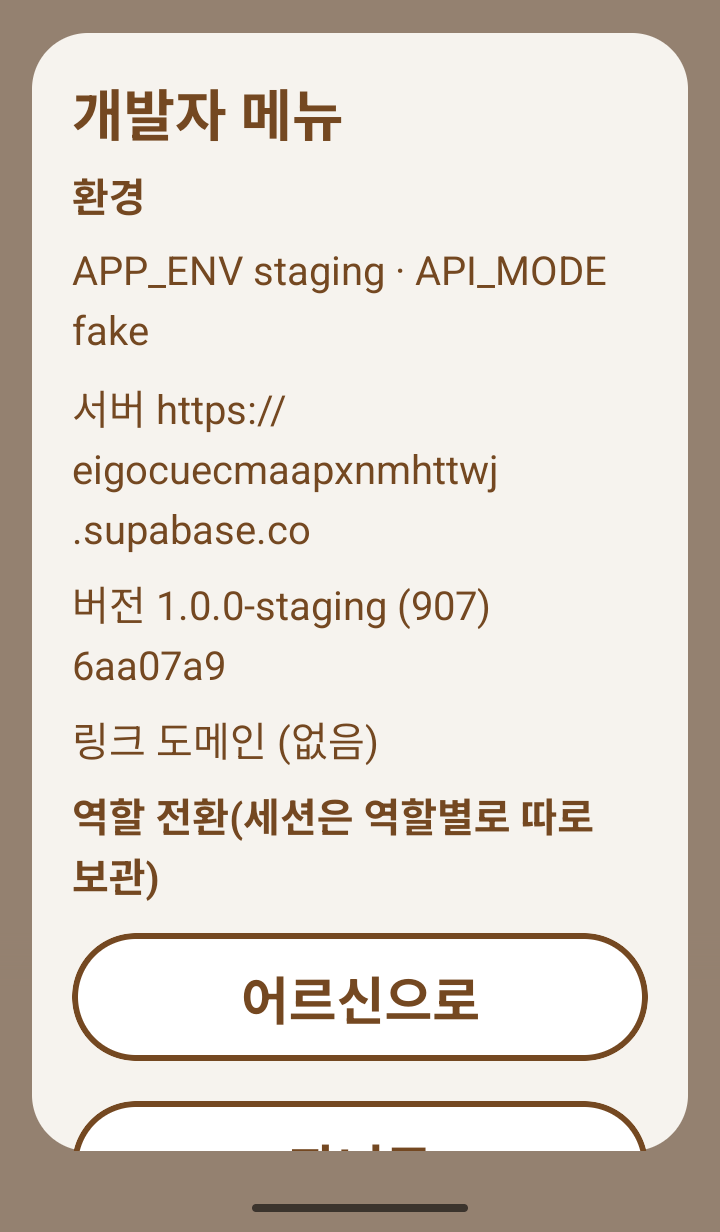 개발자 메뉴
환경
APP_ENV staging · API_MODE
fake
서버 https://
eigocuecmaapxnmhttwj
.supabase.co
버전 1.0.0-staging (907)
6aa07a9
링크 도메인 (없음)
역할 전환(세션은 역할별로 따로
보관)
어르신으로